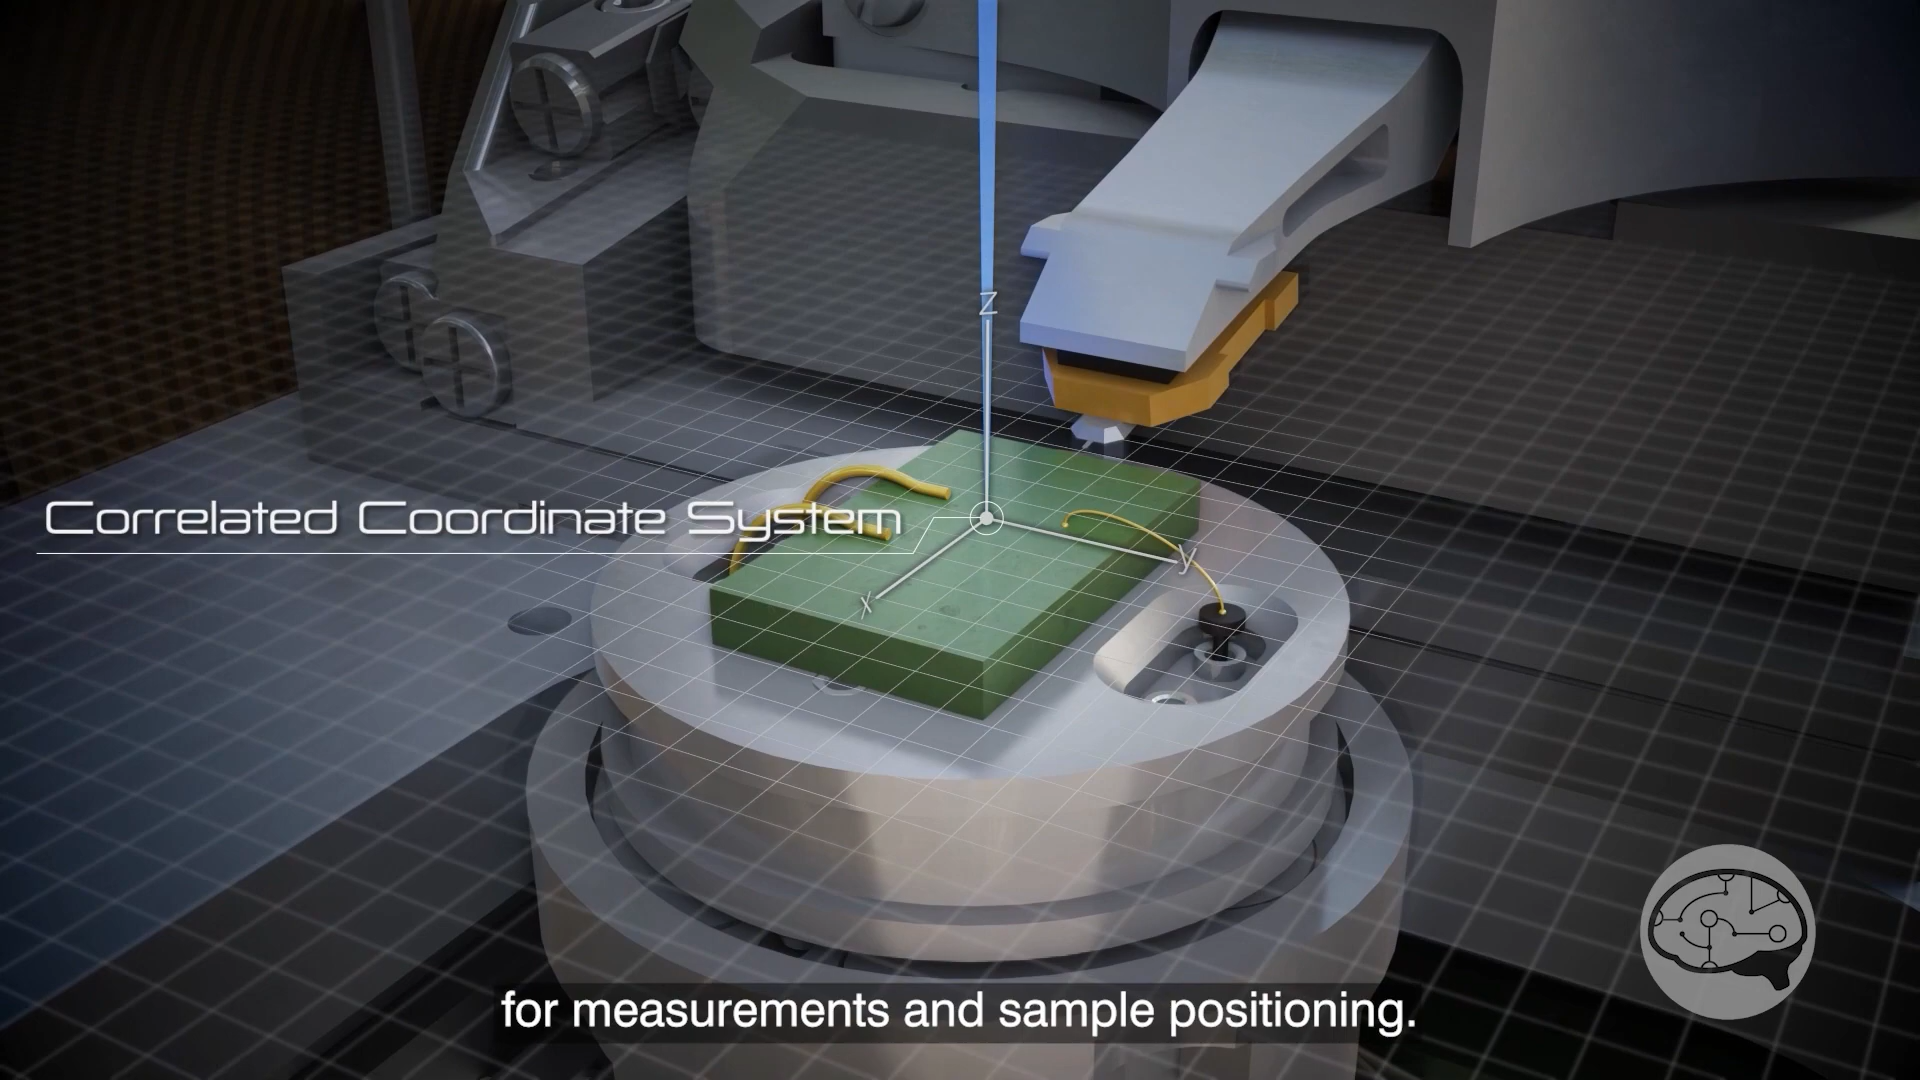 Z
Correlated Coordinate System
y
x
for measurements and sample positioning.